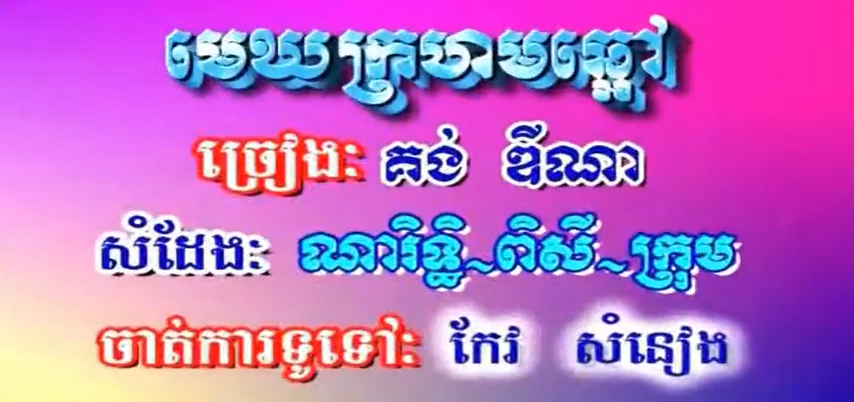 មេឃក្រហមឆ្អៅ
ច្រៀង: គង់ ឌីណា
សំដែង: ណារិទ្ធិ~ពិសី~ក្រុម
ចាត់ការទូទៅ: កែវ សំនៀង